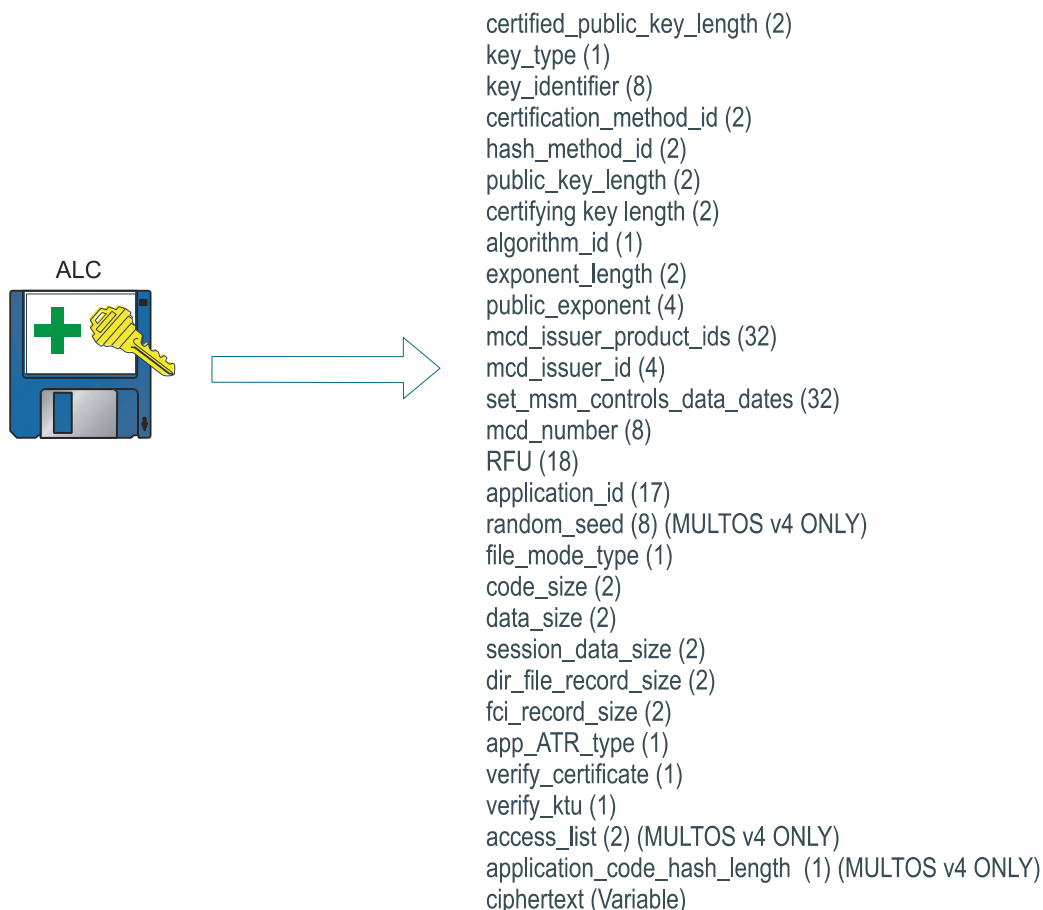 ALC
certified_public_key_length (2)
key_type (1)
key_identifier (8)
certification_method_id (2)
hash_method_id (2)
public_key_length (2)
certifying key length (2)
algorithm_id (1)
exponent_length (2)
public_exponent (4)
mcd_issuer_product_ids (32)
mcd_issuer_id (4)
set_msm_controls_data_dates (32)
mcd_number (8)
RFU (18)
application_id (17)
random_seed (8) (MULTOS v4 ONLY)
file_mode_type (1)
code_size (2)
data_size (2)
session_data_size (2)
dir_file_record_size (2)
fci_record_size (2)
app_ATR_type (1)
verify_certificate (1)
verify_ktu (1)
access_list (2) (MULTOS v4 ONLY)
application_code_hash_length (1) (MULTOS v4 ONLY)
ciphertext (Variable)